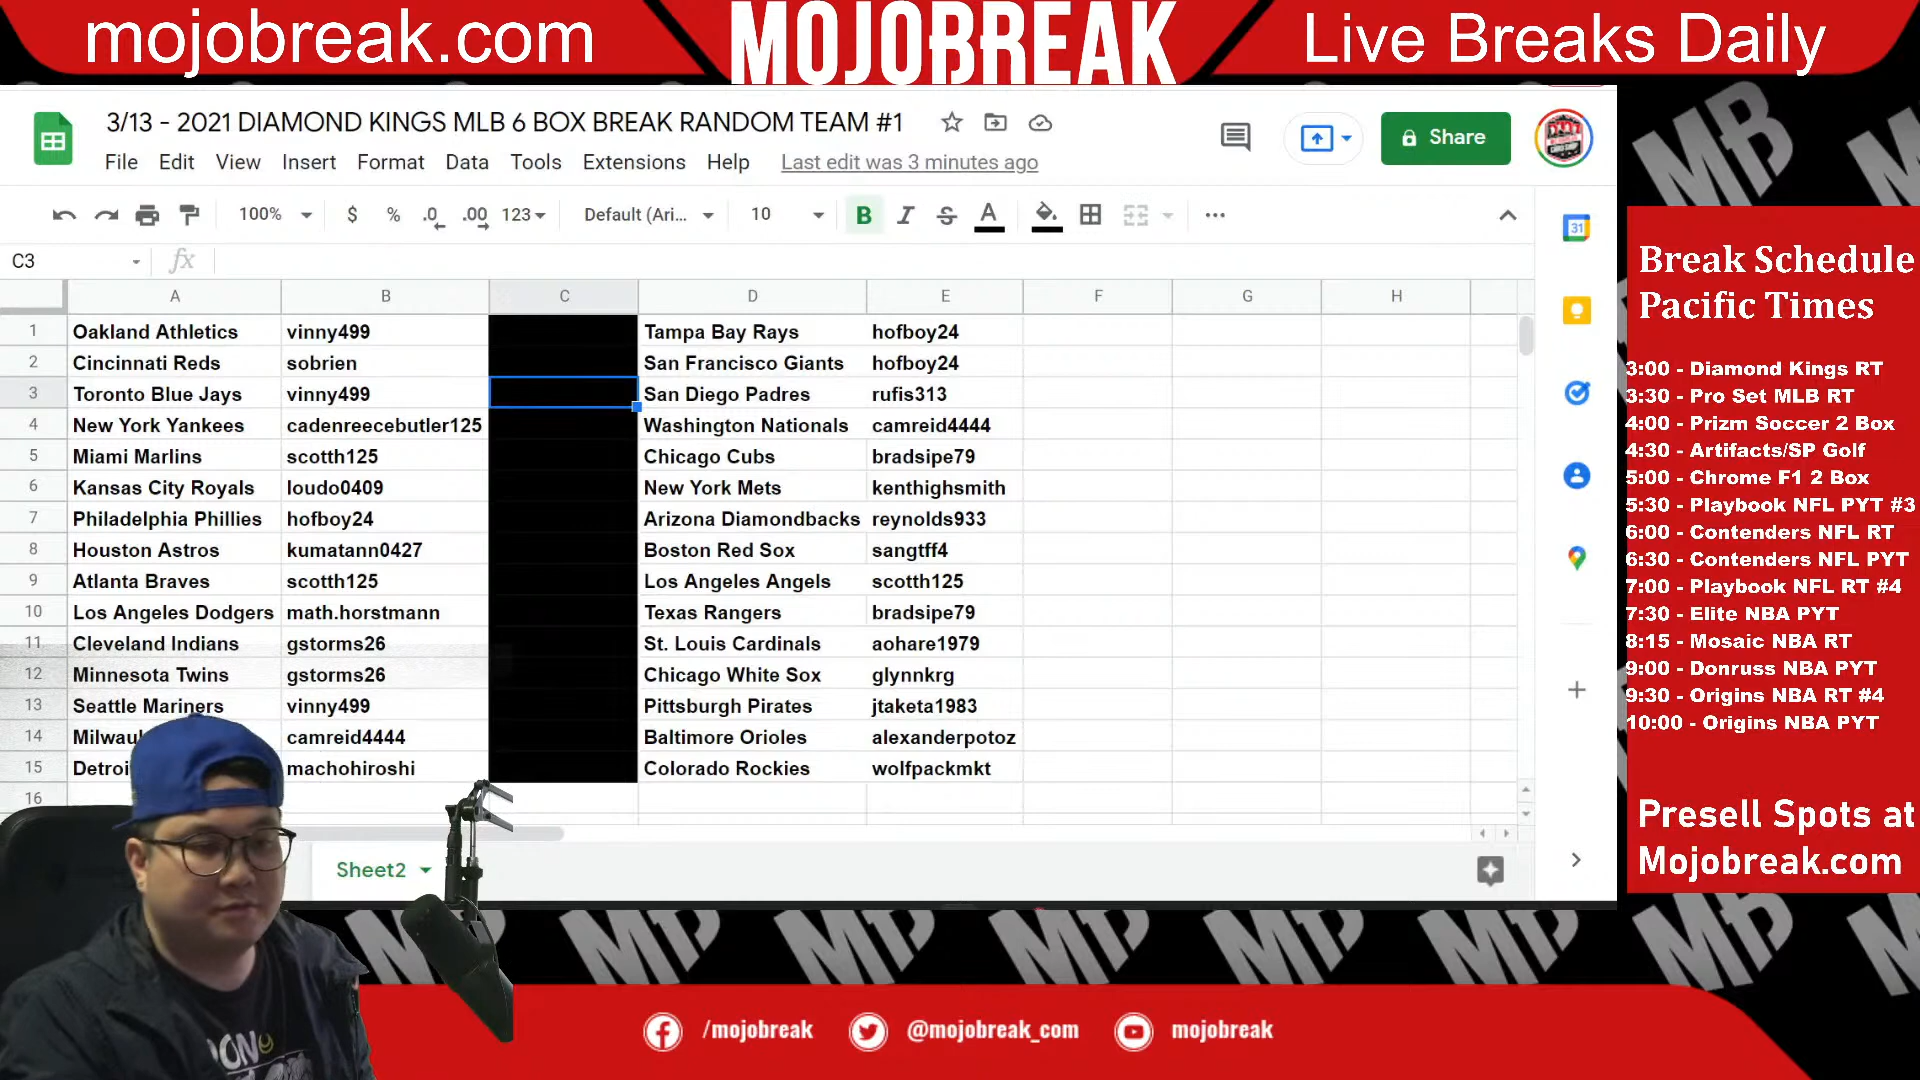 mojobreak.com
MOJOBREAK
Live Breaks Daily
3/13 - 2021 DIAMOND KINGS MLB 6 BOX BREAK RANDOM TEAM #1
Share
File Edit View Insert Format Data Tools Extensions Help Last edit was 3 minutes ago
100% $ % .0 .00 123 Default (Ari... 10 B I S A
31
C3 fx
A B C D E G H
1 Oakland Athletics vinny499 Tampa Bay Rays hofboy24
2 Cincinnati Reds sobrien San Francisco Giants hofboy24
3 Toronto Blue Jays vinny499 San Diego Padres rufis313
4 New York Yankees cadenreecebutler125 Washington Nationals camreid4444
5 Miami Marlins scotth125 Chicago Cubs bradsipe79
6 Kansas City Royals loudo0409 New York Mets kenthighsmith
7 Philadelphia Phillies hofboy24 Arizona Diamondbacks reynolds933
8 Houston Astros kumatann0427 Boston Red Sox sangtff4
9 Atlanta Braves scotth125 Los Angeles Angels scotth125
10 Los Angeles Dodgers math.horstmann Texas Rangers bradsipe79
11 Cleveland Indians gstorms26 St. Louis Cardinals aohare1979
12 Minnesota Twins gstorms26 Chicago White Sox glynnkrg
13 Seattle Mariners vinny499 Pittsburgh Pirates jtaketa1983
14 camreid4444 Baltimore Orioles alexanderpotoz
15 machohiroshi Colorado Rockies wolfpackmkt
16
Sheet2
Break Schedule
Pacific Times
3:00 - Diamond Kings RT
3:30 - Pro Set MLB RT
4:00 - Prizm Soccer 2 Box
4:30 - Artifacts/SP Golf
5:00 - Chrome F1 2 Box
5:30 - Playbook NFL PYT #3
6:00 - Contenders NFL RT
6:30 - Contenders NFL PYT
7:00 - Playbook NFL RT #4
7:30 - Elite NBA PYT
8:15 - Mosaic NBA RT
9:00 - Donruss NBA PYT
9:30 - Origins NBA RT #4
10:00 - Origins NBA PYT
Presell Spots at
Mojobreak.com
/mojobreak @mojobreak_com mojobreak